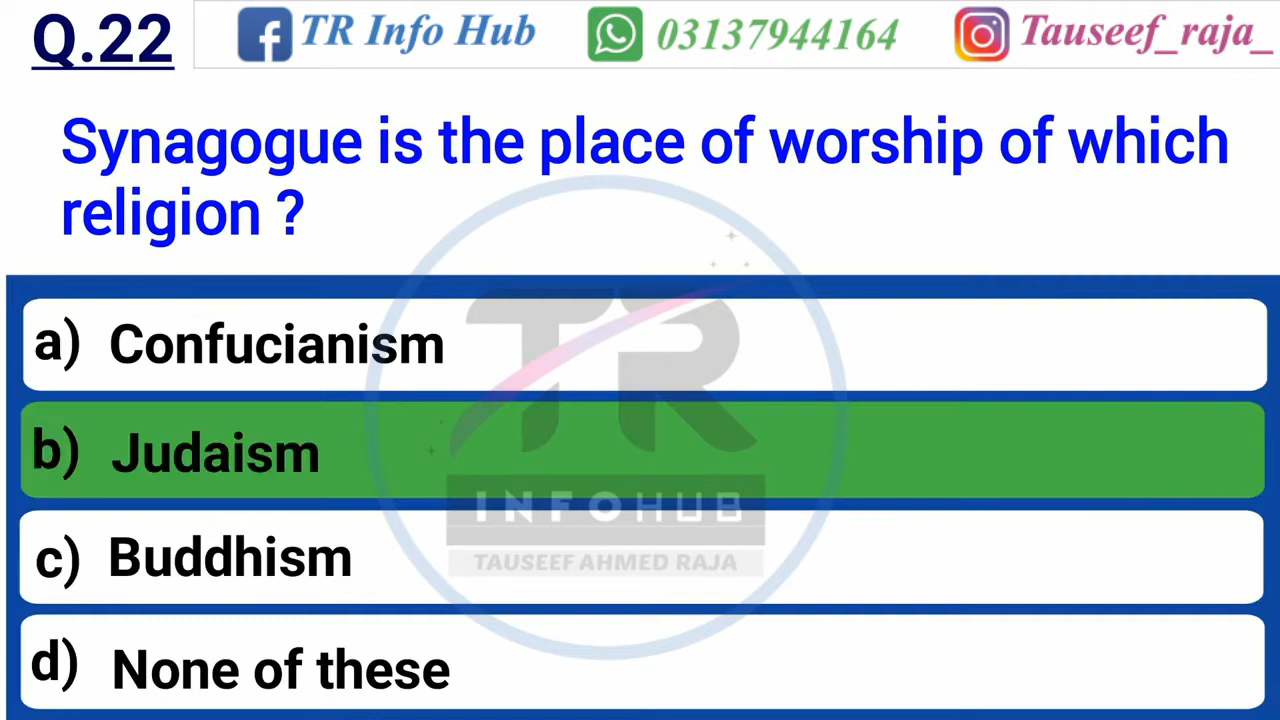 Q.22
TR Info Hub
03137944164
Tauseef_raja_
Synagogue is the place of worship of which
religion ?
a) Confucianism
b) Judaism
TR
INFOHUB
c) Buddhism
TAUSEEF AHMED RAJA
d) None of these